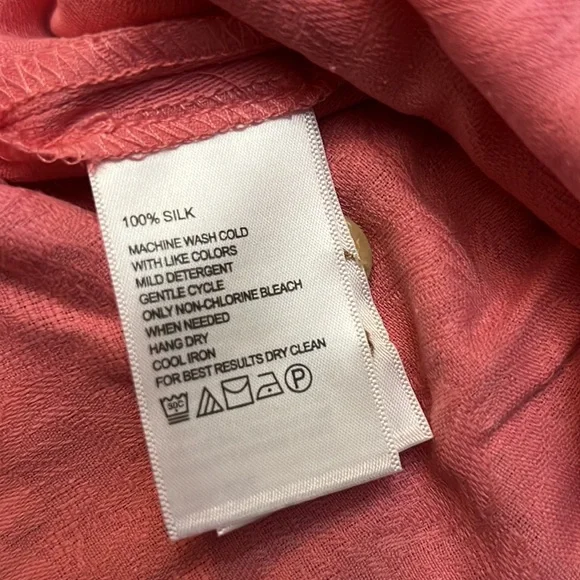 100% SILK
MACHINE WASH COLD
WITH LIKE COLORS
MILD DETERGENT
GENTLE CYCLE
ONLY NON-CHLORINE BLEACH
WHEN NEEDED
HANG DRY
COOL IRON
FOR BEST RESULTS DRY CLEAN
30C P